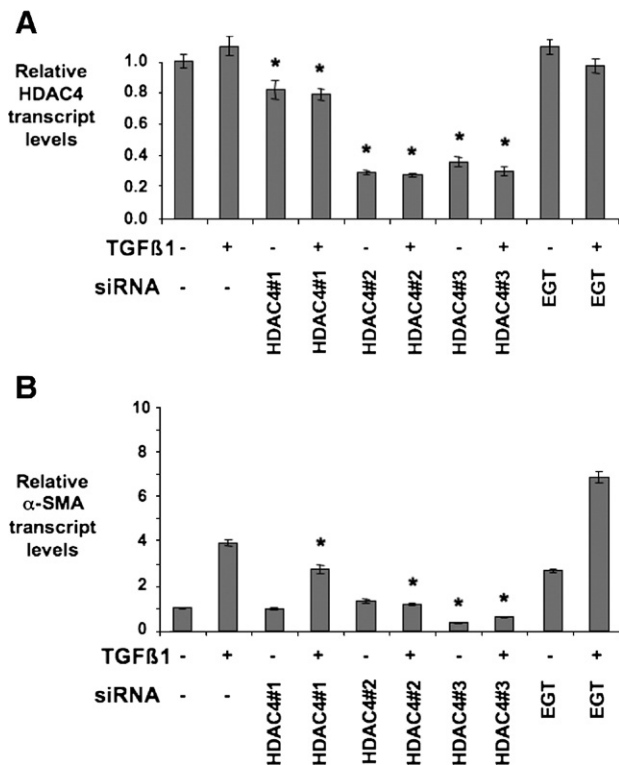 A
Relative
HDAC4
transcript
levels
1.0
0.8
0.6
0.4
0.2
0.0
* * * * * *
TGFß1 - + - + - + - + - +
siRNA - - HDAC4#1 HDAC4#1 HDAC4#2 HDAC4#2 HDAC4#3 HDAC4#3 EGT EGT
B
Relative
α-SMA
transcript
levels
10
8
6
4
2
0
* * * *
TGFß1 - + - + - + - + - +
siRNA - - HDAC4#1 HDAC4#1 HDAC4#2 HDAC4#2 HDAC4#3 HDAC4#3 EGT EGT